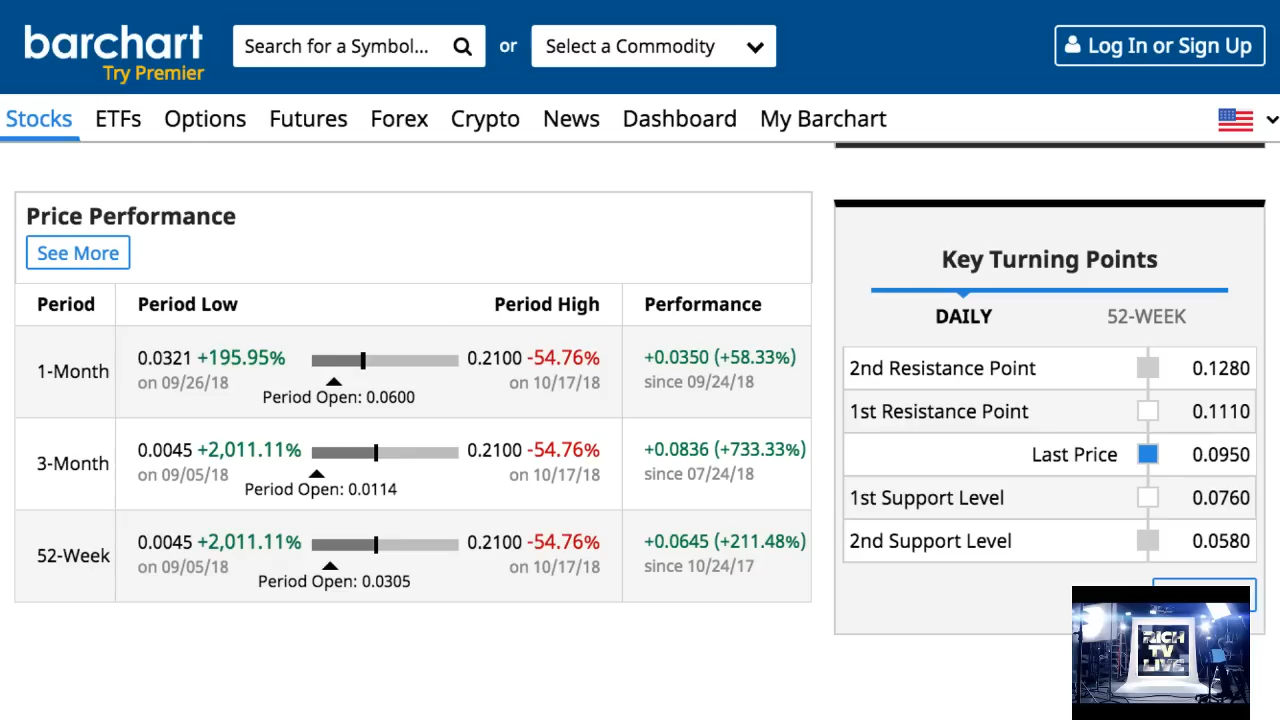 barchart
Try Premier
Search for a Symbol...
or
Select a Commodity
Log In or Sign Up
Stocks ETFs Options Futures Forex Crypto News Dashboard My Barchart
Price Performance
See More
Period Period Low Period High Performance
1-Month 0.0321 +195.95% 0.2100 -54.76% +0.0350 (+58.33%)
on 09/26/18 on 10/17/18 since 09/24/18
Period Open: 0.0600
3-Month 0.0045 +2,011.11% 0.2100 -54.76% +0.0836 (+733.33%)
on 09/05/18 on 10/17/18 since 07/24/18
Period Open: 0.0114
52-Week 0.0045 +2,011.11% 0.2100 -54.76% +0.0645 (+211.48%)
on 09/05/18 on 10/17/18 since 10/24/17
Period Open: 0.0305
Key Turning Points
DAILY 52-WEEK
2nd Resistance Point 0.1280
1st Resistance Point 0.1110
Last Price 0.0950
1st Support Level 0.0760
2nd Support Level 0.0580
RICH
TV
LIVE